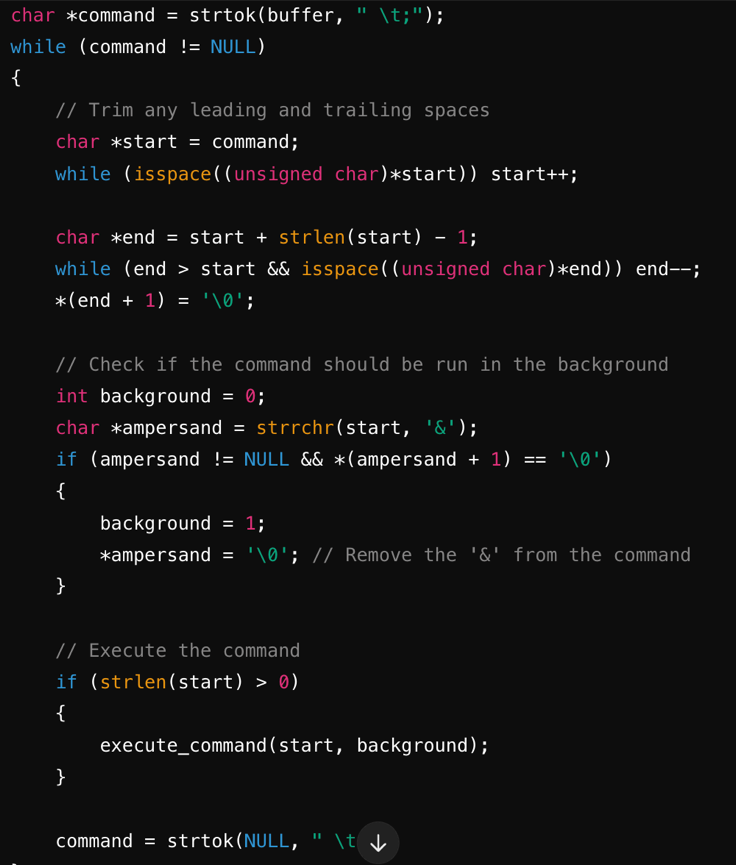 char *command = strtok(buffer, " \t;");
while (command != NULL)
{
    // Trim any leading and trailing spaces
    char *start = command;
    while (isspace((unsigned char)*start)) start++;

    char *end = start + strlen(start) - 1;
    while (end > start && isspace((unsigned char)*end)) end--;
    *(end + 1) = '\0';

    // Check if the command should be run in the background
    int background = 0;
    char *ampersand = strrchr(start, '&');
    if (ampersand != NULL && *(ampersand + 1) == '\0')
    {
        background = 1;
        *ampersand = '\0'; // Remove the '&' from the command
    }

    // Execute the command
    if (strlen(start) > 0)
    {
        execute_command(start, background);
    }

    command = strtok(NULL, " \t